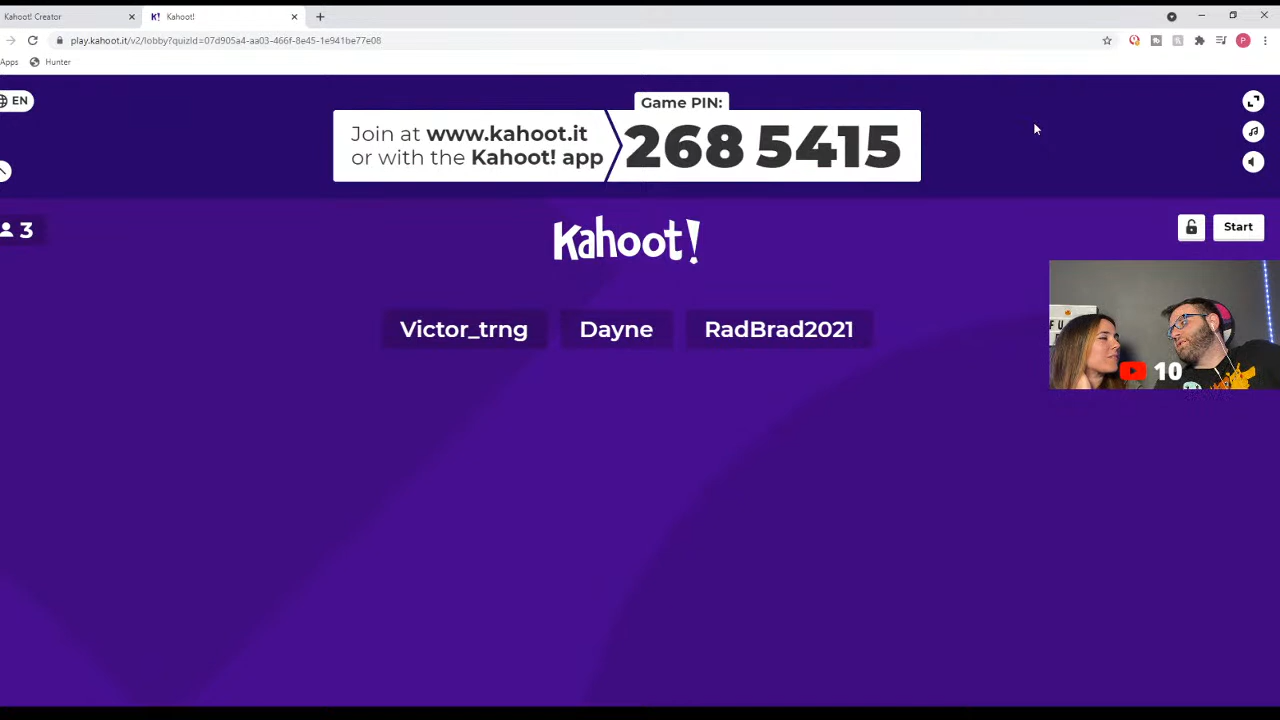 Kahoot! Creator
K! Kahoot!
play.kahoot.it/v2/lobby?quizId=07d905a4-aa03-466f-8e45-1e941be77e08
Apps
Hunter
EN
Game PIN:
Join at www.kahoot.it
or with the Kahoot! app
268 5415
3
Kahoot!
Start
Victor_trng
Dayne
RadBrad2021
10